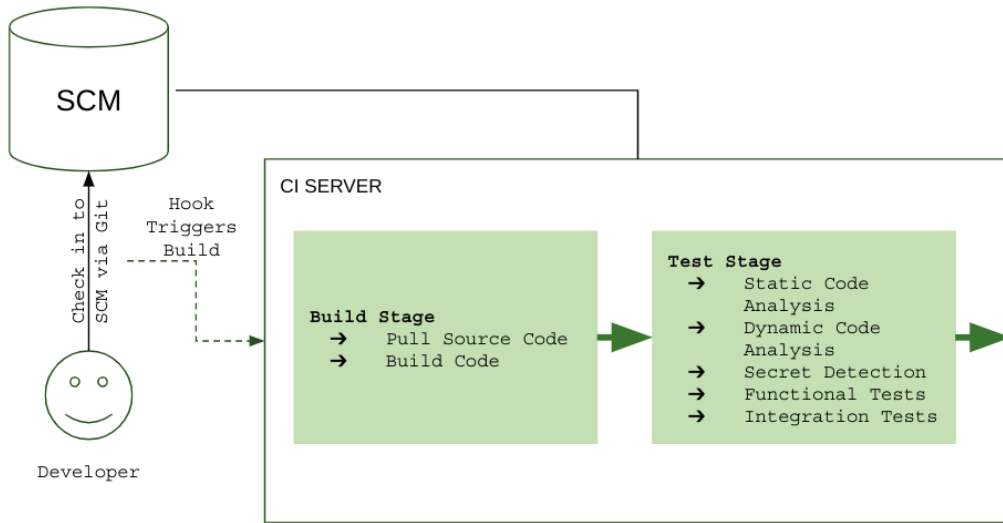 SCM
Check in to
SCM via Git
Hook
Triggers
Build
Developer
CI SERVER
Build Stage
➔ Pull Source Code
➔ Build Code
Test Stage
➔ Static Code
Analysis
➔ Dynamic Code
Analysis
➔ Secret Detection
➔ Functional Tests
➔ Integration Tests